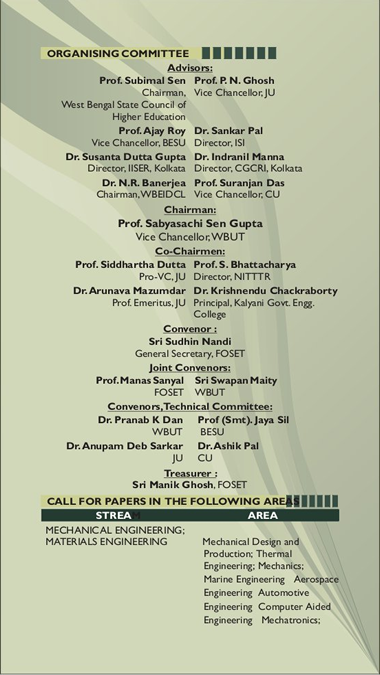 ORGANISING COMMITTEE
Advisors:
Prof. Subimal Sen Prof. P. N. Ghosh
Chairman, Vice Chancellor, JU
West Bengal State Council of
Higher Education
Prof. Ajay Roy Dr. Sankar Pal
Vice Chancellor, BESU Director, ISI
Dr. Susanta Dutta Gupta Dr. Indranil Manna
Director, IISER, Kolkata Director, CGCRI, Kolkata
Dr. N.R. Banerjea Prof. Suranjan Das
Chairman, WBEIDCL Vice Chancellor, CU
Chairman:
Prof. Sabyasachi Sen Gupta
Vice Chancellor, WBUT
Co-Chairmen:
Prof. Siddhartha Dutta Prof. S. Bhattacharya
Pro-VC, JU Director, NITTTR
Dr. Arunava Mazumdar Dr. Krishnendu Chackraborty
Prof. Emeritus, JU Principal, Kalyani Govt. Engg.
College
Convenor :
Sri Sudhin Nandi
General Secretary, FOSET
Joint Convenors:
Prof. Manas Sanyal Sri Swapan Maity
FOSET WBUT
Convenors, Technical Committee:
Dr. Pranab K Dan Prof (Smt). Jaya Sil
WBUT BESU
Dr. Anupam Deb Sarkar Dr. Ashik Pal
JU CU
Treasurer :
Sri Manik Ghosh, FOSET
CALL FOR PAPERS IN THE FOLLOWING AREAS
STREA AREA
MECHANICAL ENGINEERING;
MATERIALS ENGINEERING Mechanical Design and
Production; Thermal
Engineering; Mechanics;
Marine Engineering Aerospace
Engineering Automotive
Engineering Computer Aided
Engineering Mechatronics;